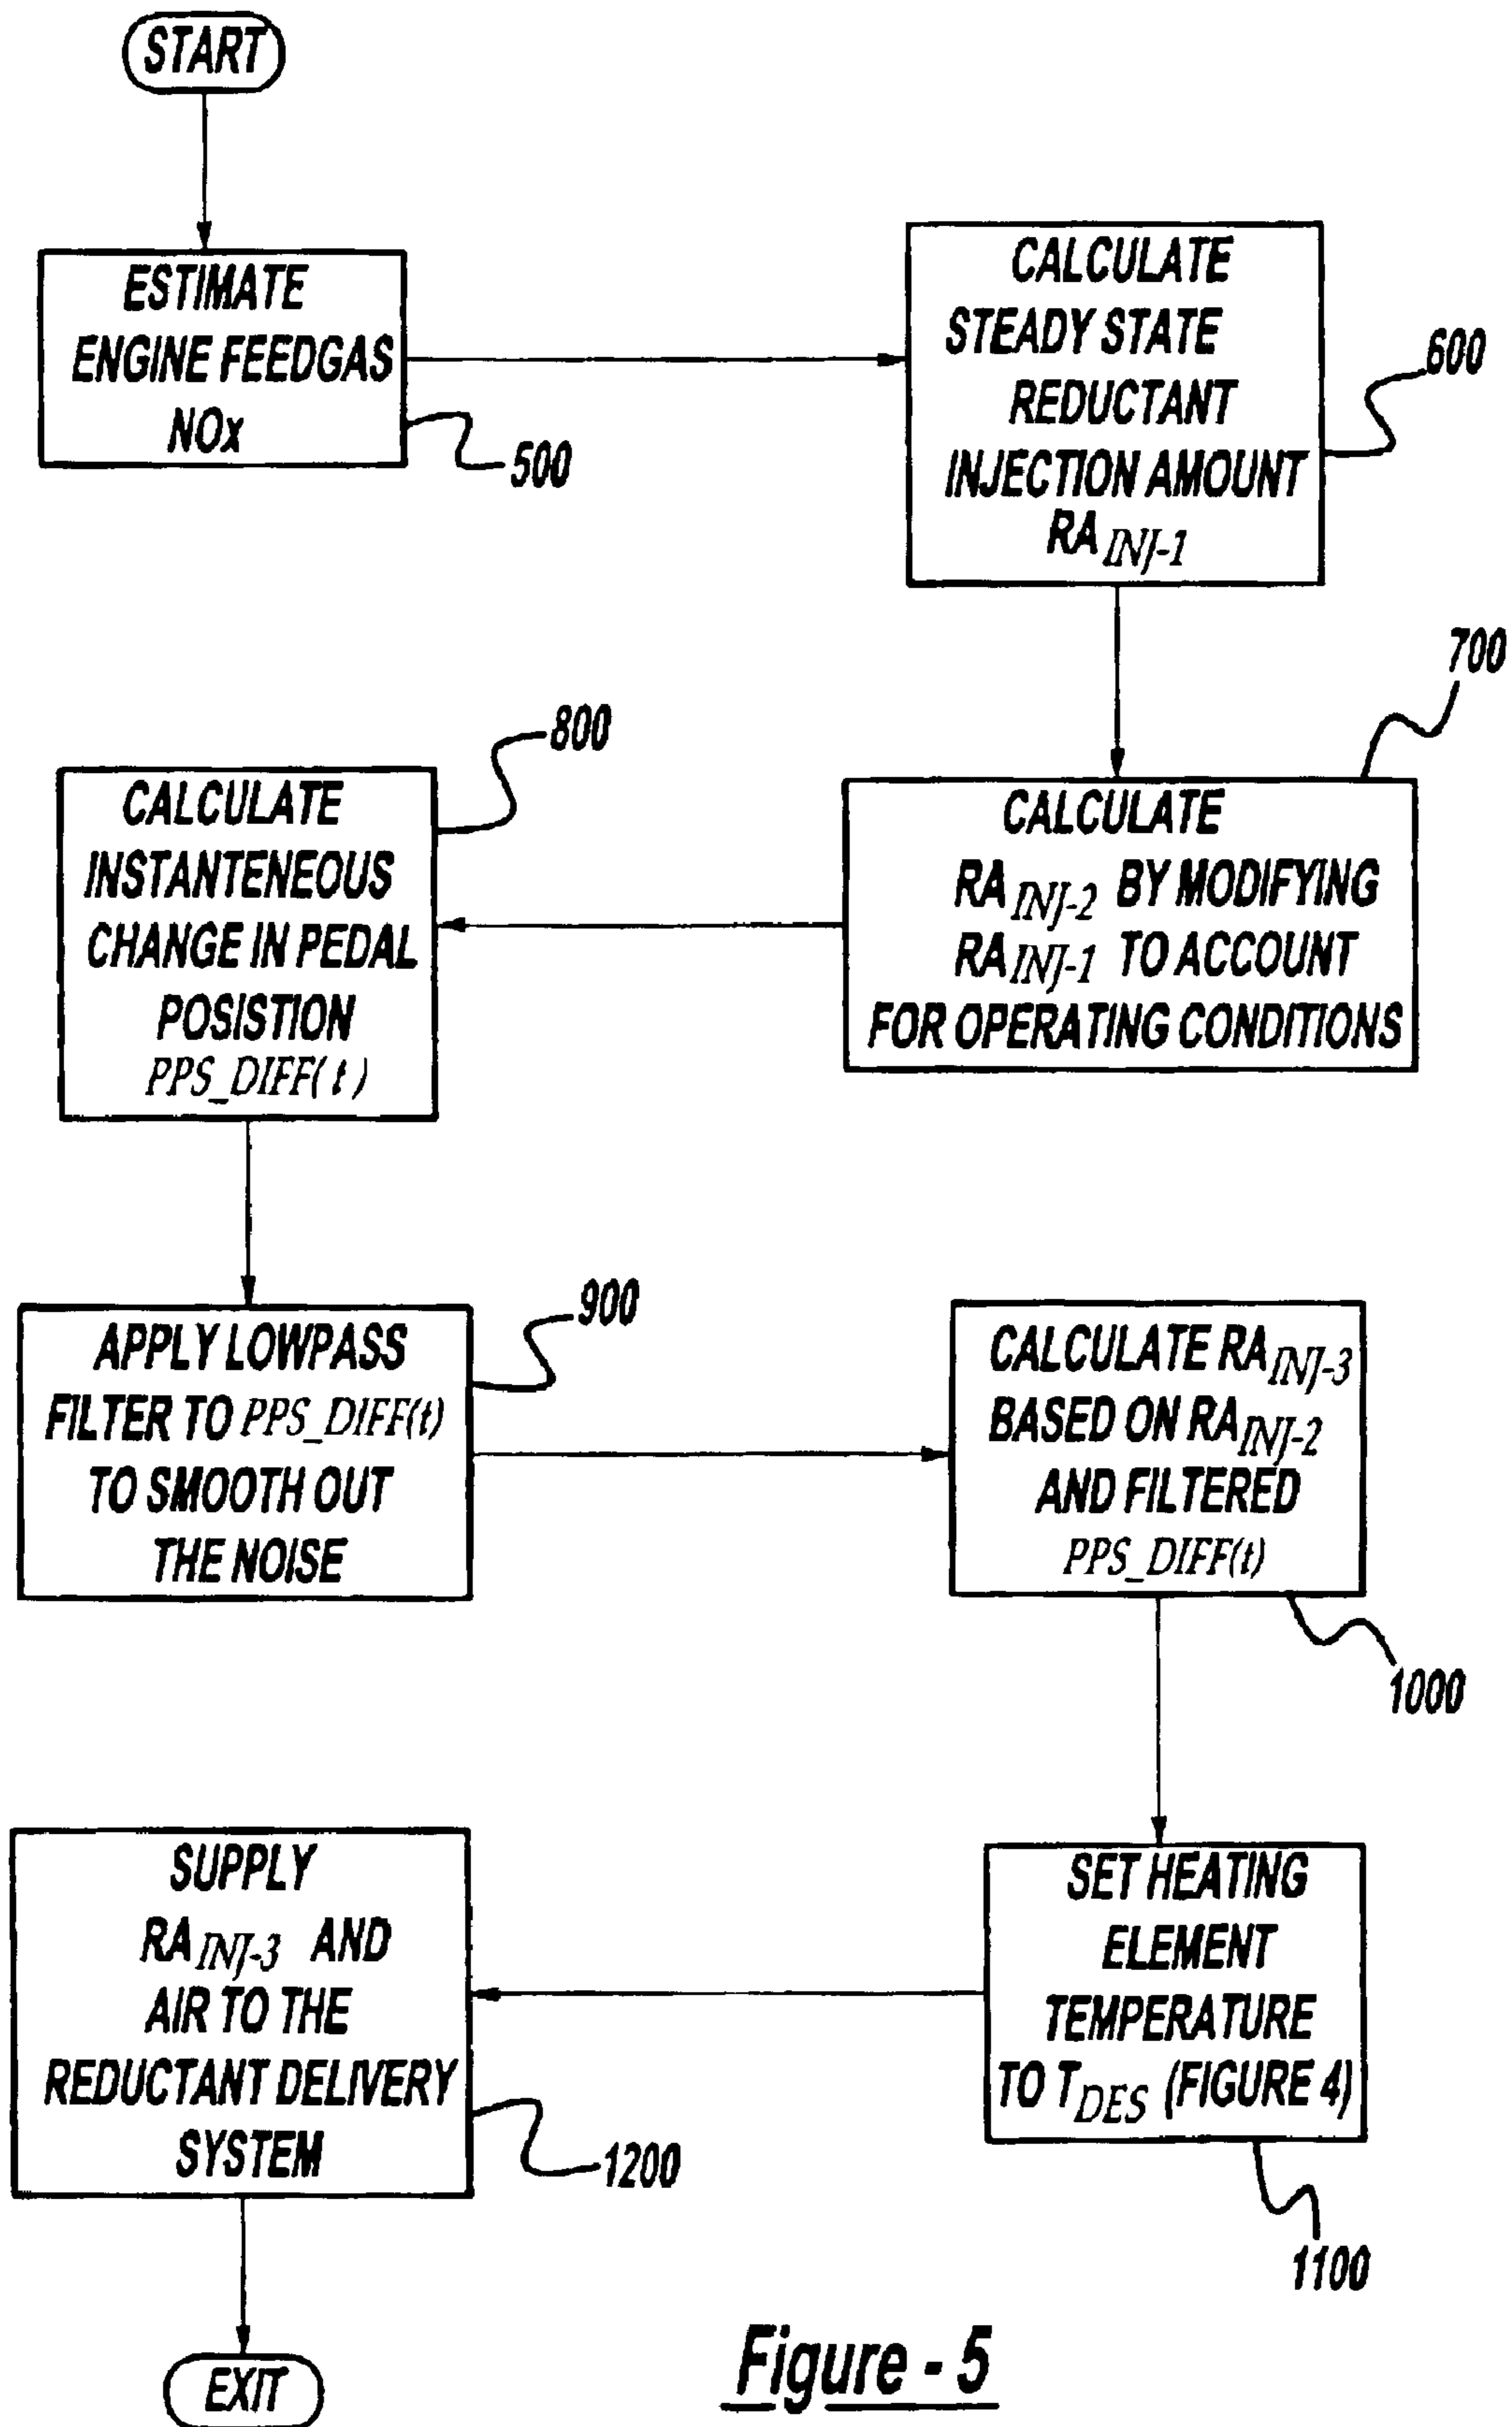 START
ESTIMATE
ENGINE FEEDGAS
NOx
500
CALCULATE
STEADY STATE
REDUCTANT
INJECTION AMOUNT
RA INJ-1
600
CALCULATE
RA INJ-2 BY MODIFYING
RA INJ-1 TO ACCOUNT
FOR OPERATING CONDITIONS
700
CALCULATE
INSTANTENEOUS
CHANGE IN PEDAL
POSISTION
PPS_DIFF( t )
800
APPLY LOWPASS
FILTER TO PPS_DIFF(t)
TO SMOOTH OUT
THE NOISE
900
CALCULATE RA INJ-3
BASED ON RA INJ-2
AND FILTERED
PPS_DIFF(t)
1000
SET HEATING
ELEMENT
TEMPERATURE
TO T DES (FIGURE 4)
1100
SUPPLY
RA INJ-3 AND
AIR TO THE
REDUCTANT DELIVERY
SYSTEM
1200
EXIT
Figure - 5